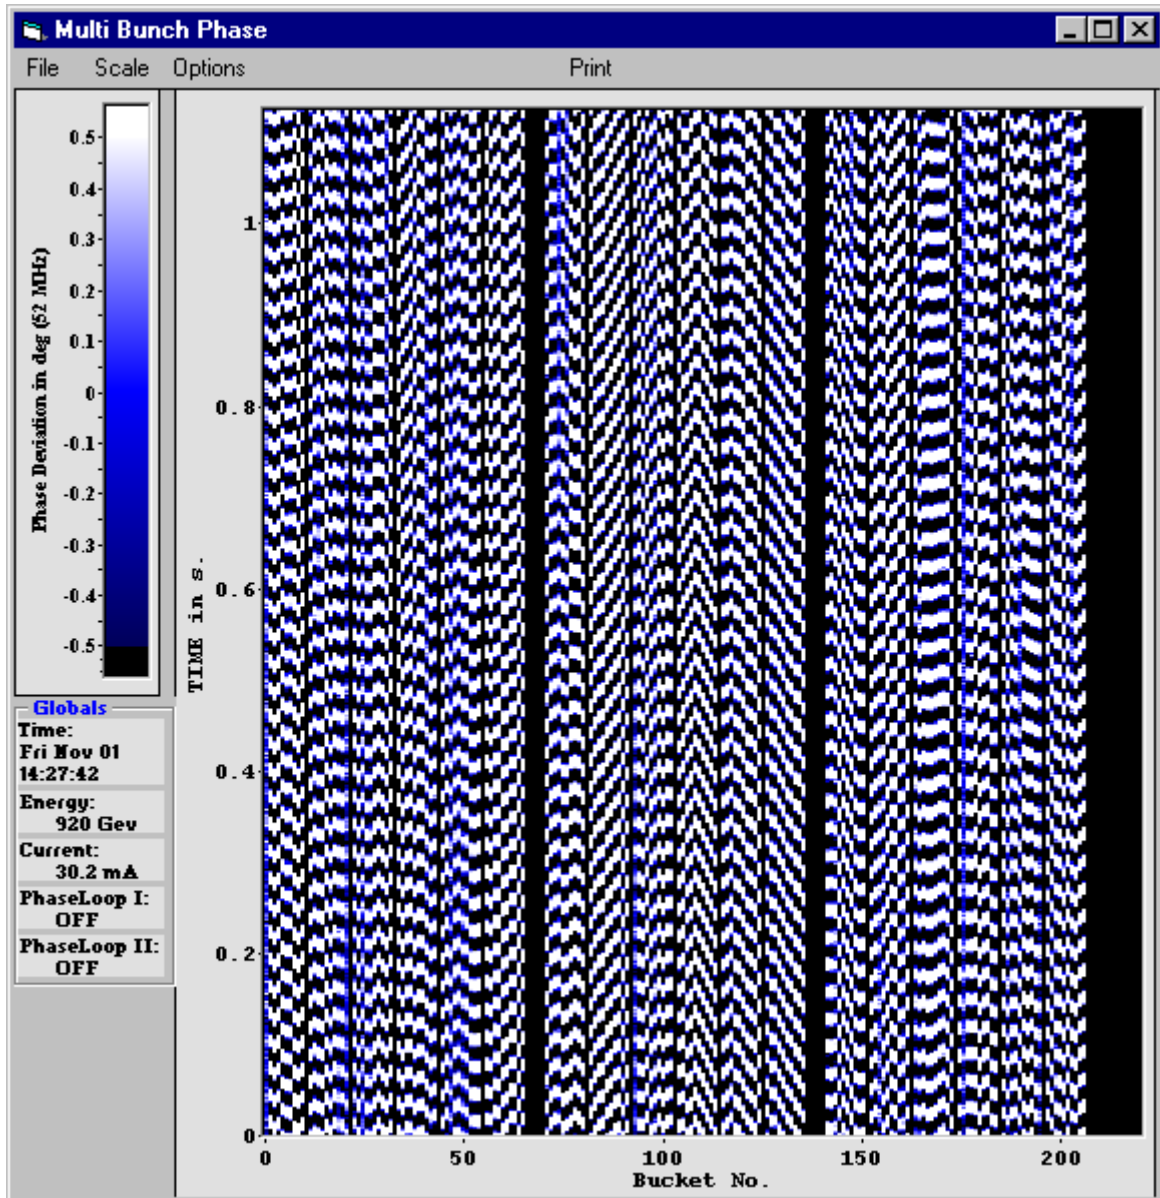 Multi Bunch Phase
File Scale Options Print
Phase Deviation in deg (52 MHz)
0.5
0.4
0.3
0.2
0.1
0
-0.1
-0.2
-0.3
-0.4
-0.5
TIME in s.
1
0.8
0.6
0.4
0.2
0
0 50 100 150 200
Bucket No.
Globals
Time:
Fri Nov 01
14:27:42
Energy:
920 Gev
Current:
30.2 mA
PhaseLoop I:
OFF
PhaseLoop II:
OFF